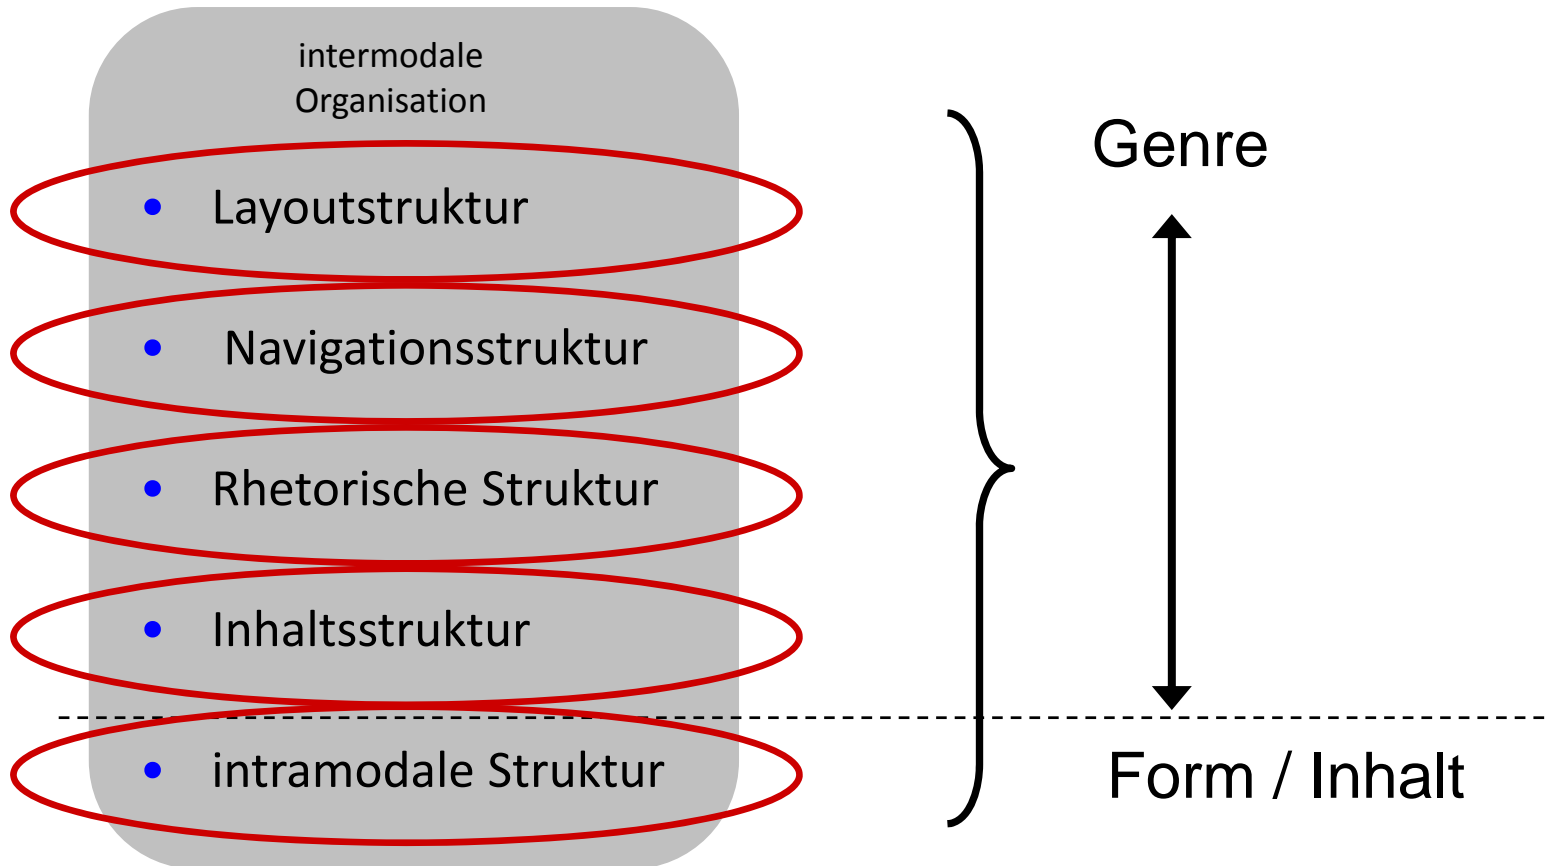 intermodale
Organisation
• Layoutstruktur
• Navigationsstruktur
• Rhetorische Struktur
• Inhaltsstruktur
• intramodale Struktur
Genre
Form / Inhalt